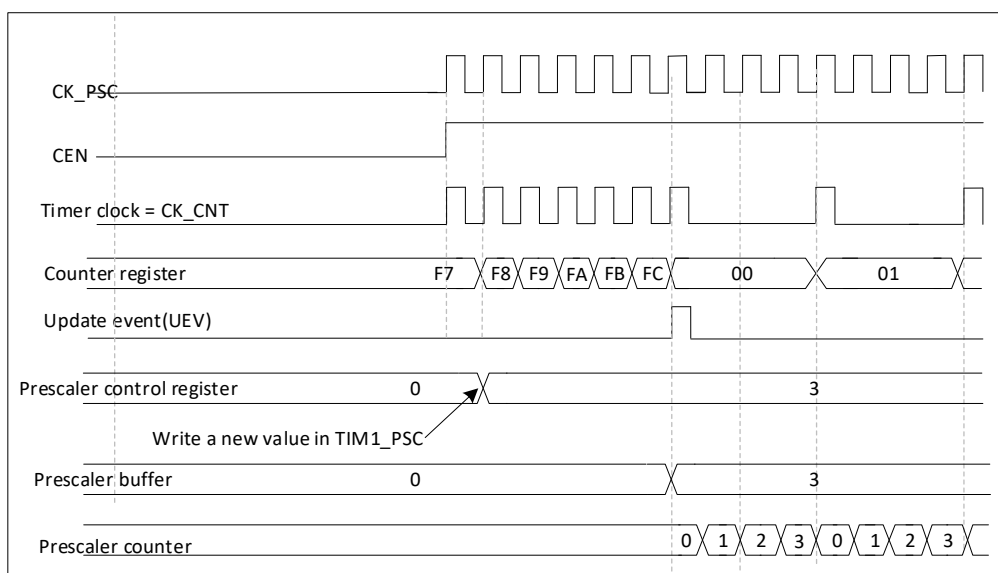 CK_PSC
CEN
Timer clock = CK_CNT
Counter register F7 F8 F9 FA FB FC 00 01
Update event(UEV)
Prescaler control register 0 3
Write a new value in TIM1_PSC
Prescaler buffer 0 3
Prescaler counter 0 1 2 3 0 1 2 3